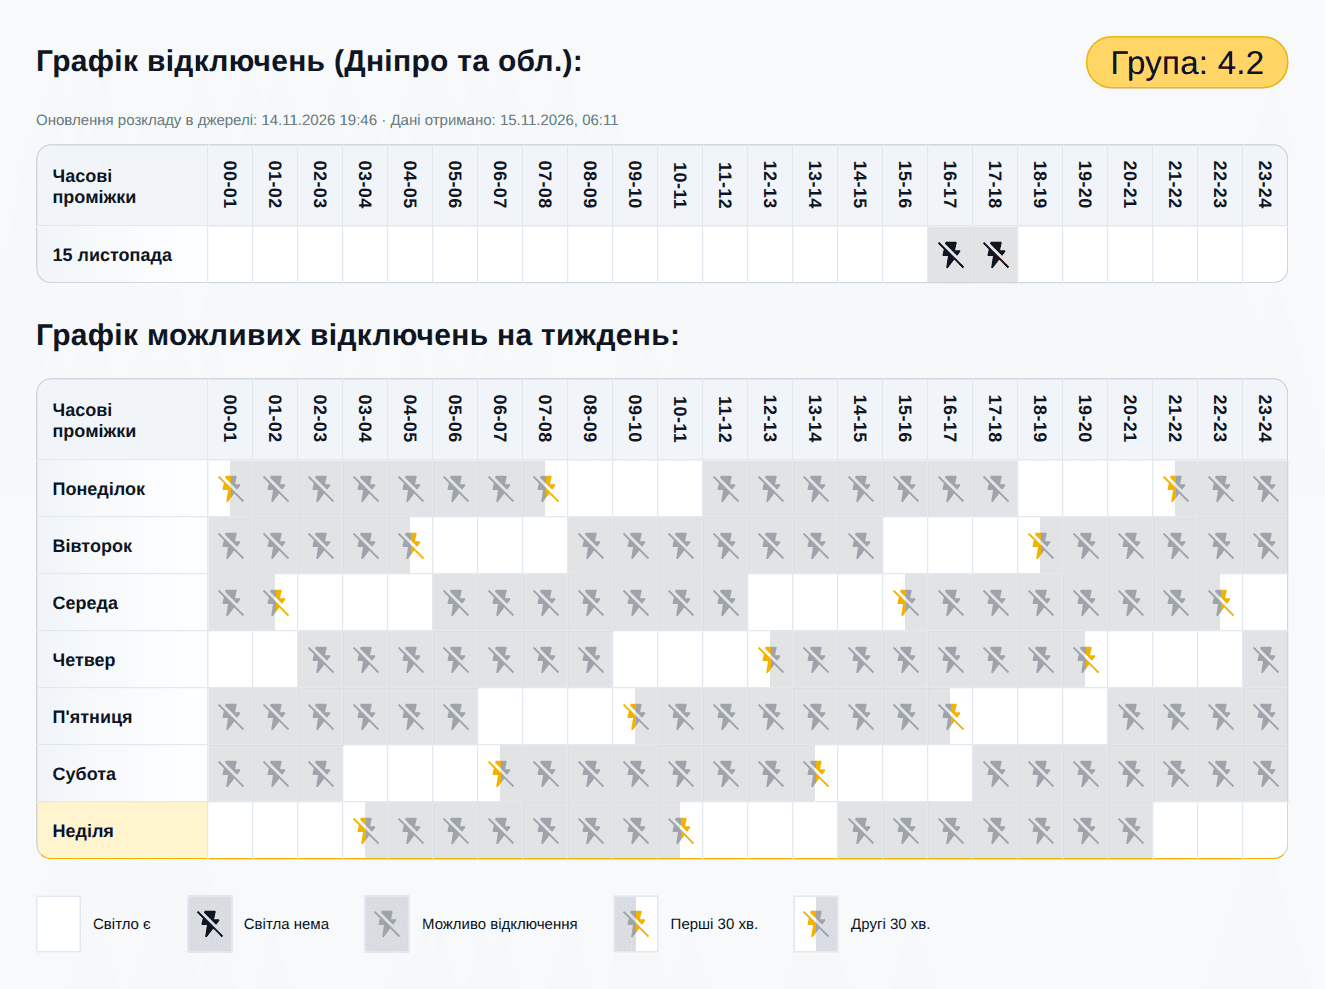 Графік відключень (Дніпро та обл.):
Група: 4.2
Оновлення розкладу в джерелі: 14.11.2026 19:46 · Дані отримано: 15.11.2026, 06:11
Часові
проміжки
00-01 01-02 02-03 03-04 04-05 05-06 06-07 07-08 08-09 09-10 10-11 11-12 12-13 13-14 14-15 15-16 16-17 17-18 18-19 19-20 20-21 21-22 22-23 23-24
15 листопада
Графік можливих відключень на тиждень:
Часові
проміжки
00-01 01-02 02-03 03-04 04-05 05-06 06-07 07-08 08-09 09-10 10-11 11-12 12-13 13-14 14-15 15-16 16-17 17-18 18-19 19-20 20-21 21-22 22-23 23-24
Понеділок
Вівторок
Середа
Четвер
П'ятниця
Субота
Неділя
Світло є
Світла нема
Можливо відключення
Перші 30 хв.
Другі 30 хв.